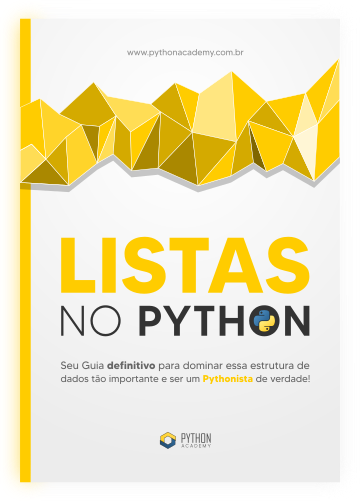 www.pythonacademy.com.br
LISTAS
NO PYTHON
Seu Guia definitivo para dominar essa estrutura de
dados tão importante e ser um Pythonista de verdade!
PYTHON
ACADEMY